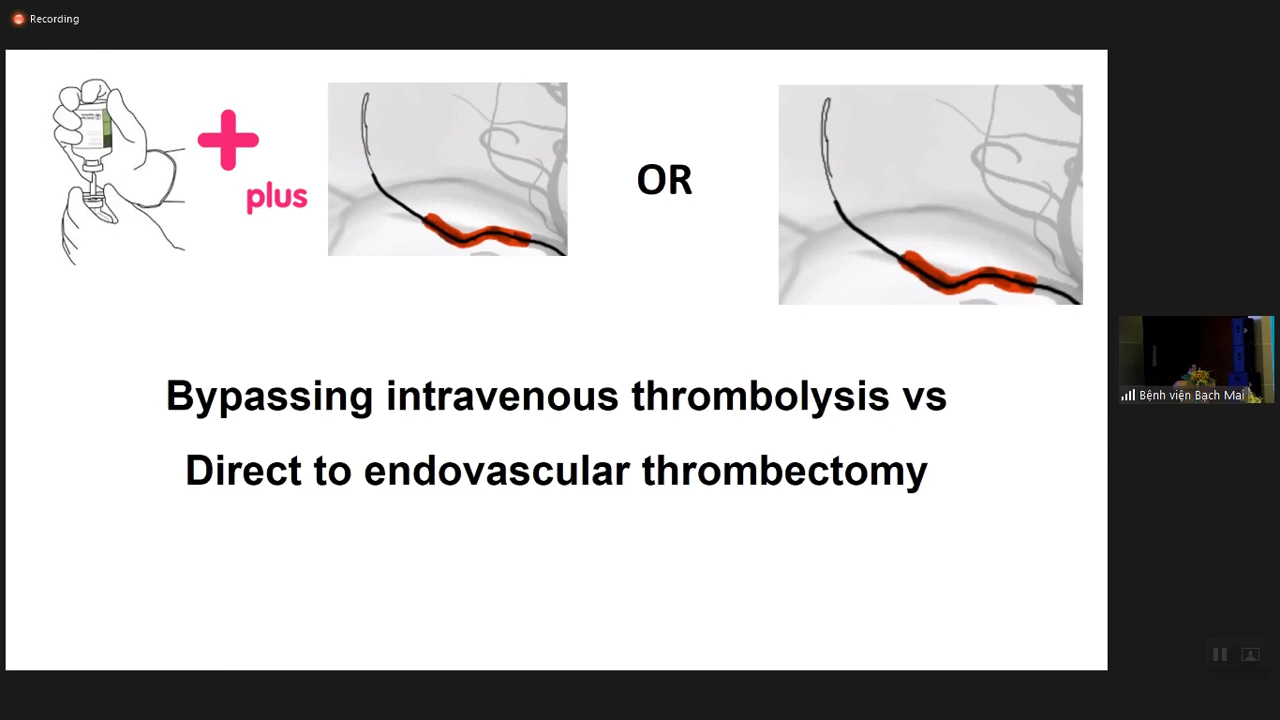 Recording
plus
OR
Bypassing intravenous thrombolysis vs
Direct to endovascular thrombectomy
Bệnh viện Bạch Mai